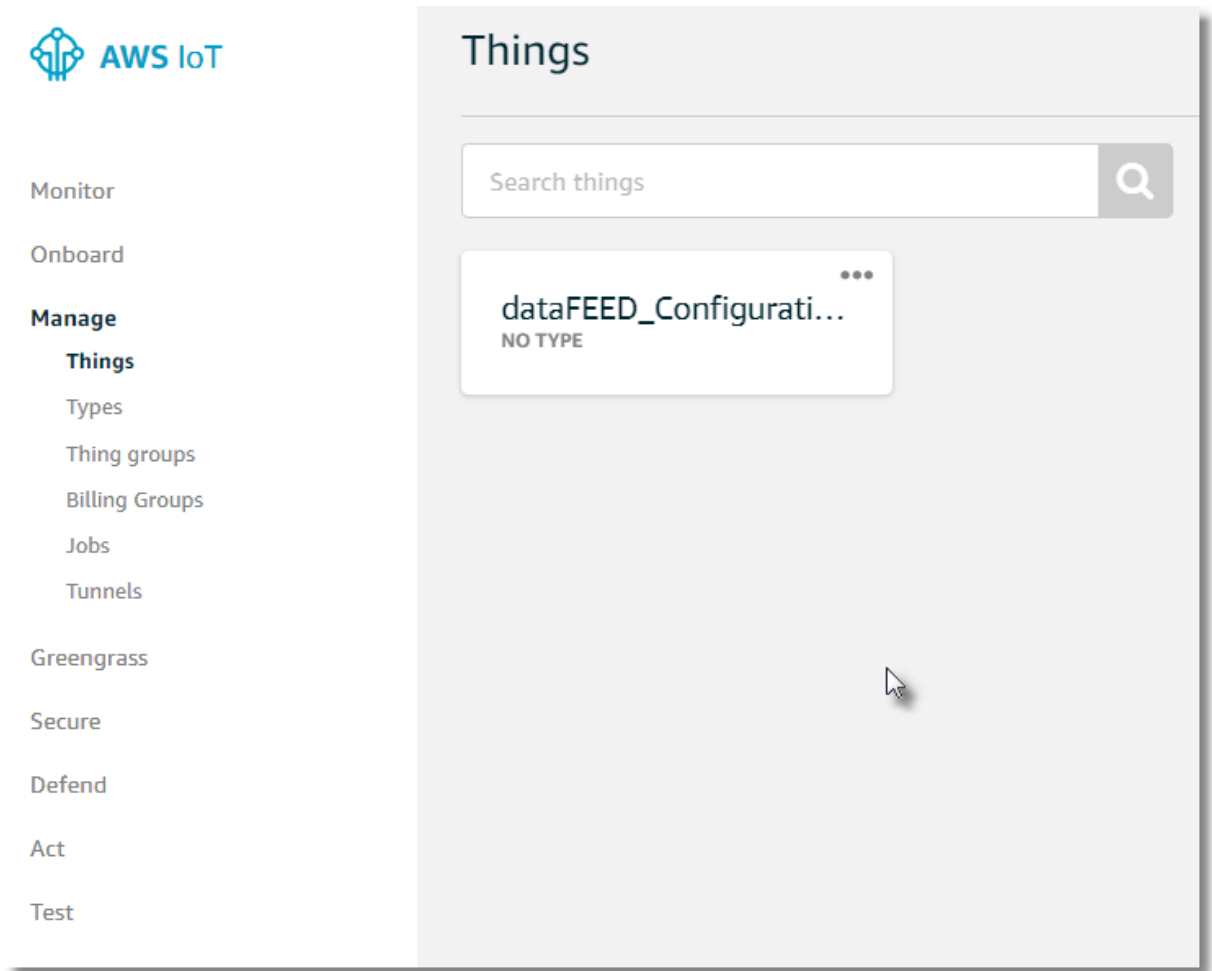 AWS IoT
Monitor
Onboard
Manage
Things
Types
Thing groups
Billing Groups
Jobs
Tunnels
Greengrass
Secure
Defend
Act
Test
Things
Search things
dataFEED_Configurati...
NO TYPE